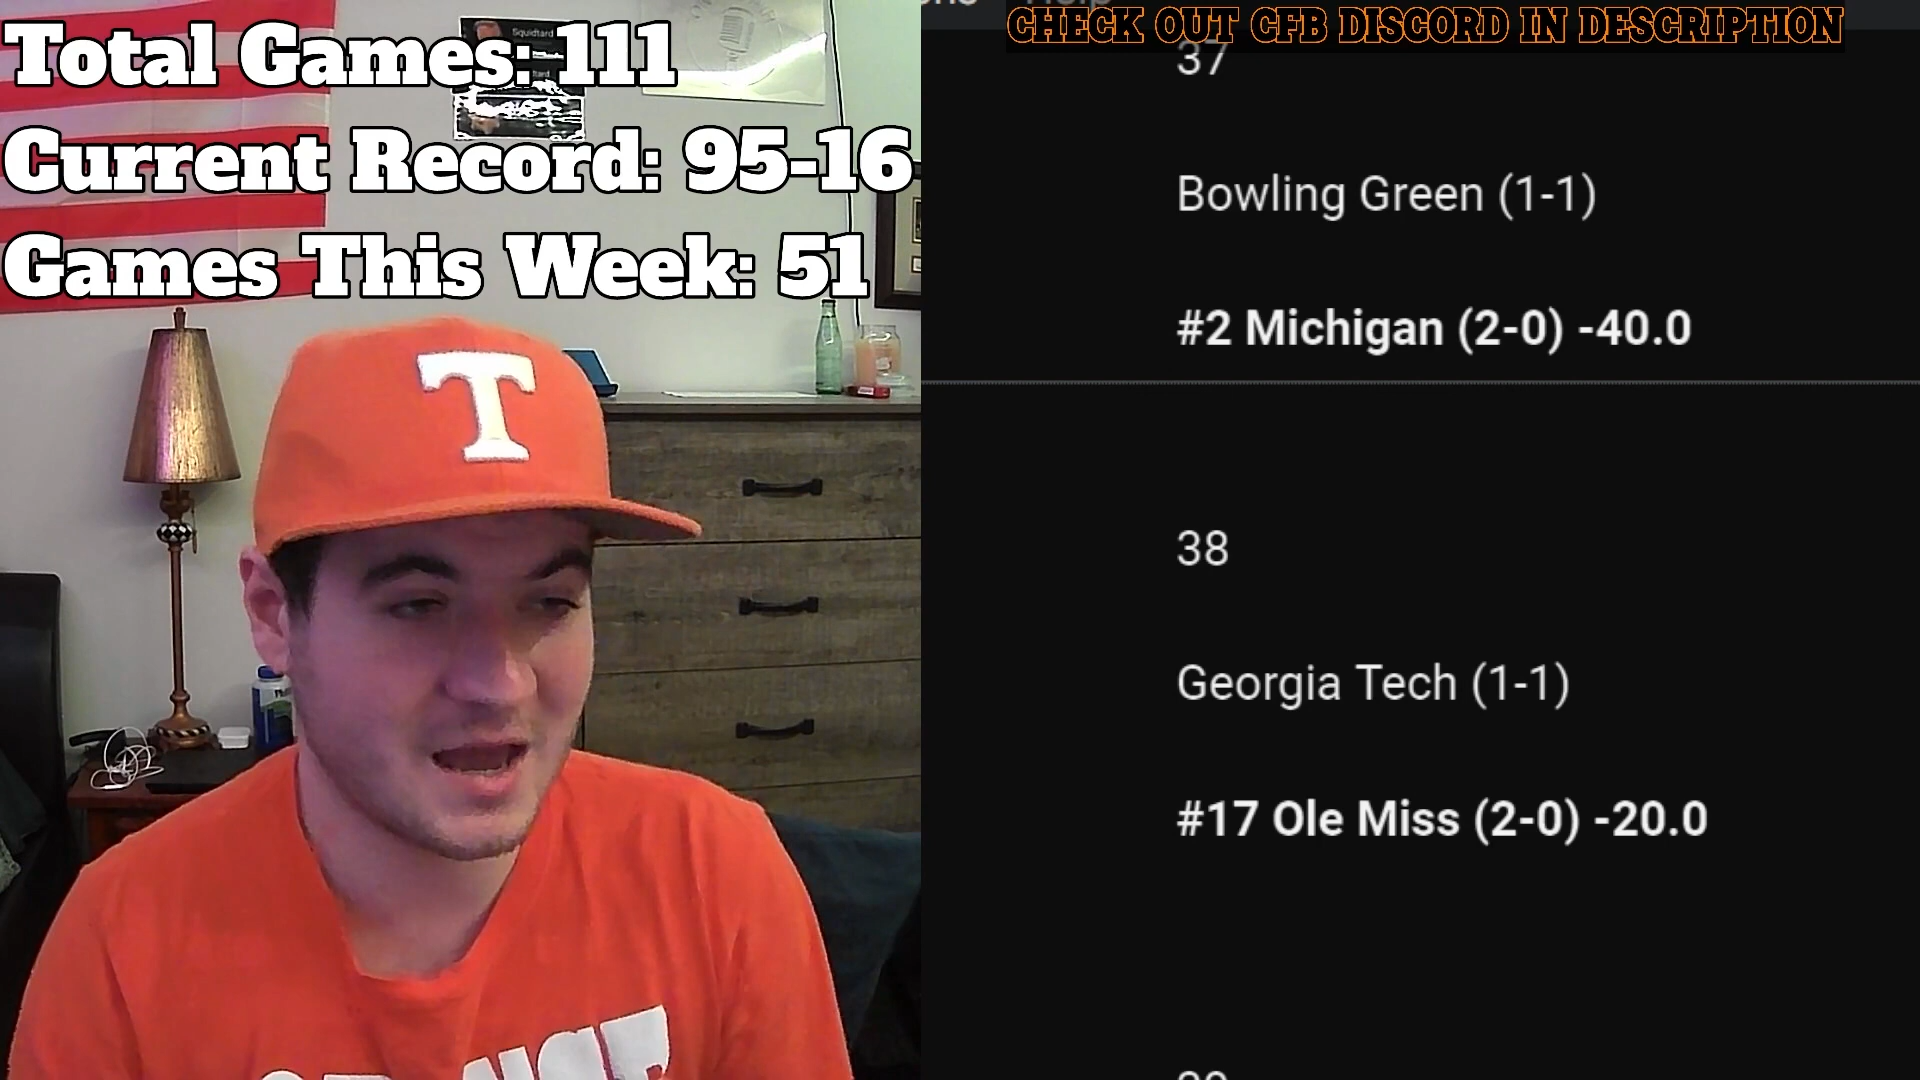 Total Games: 111
Current Record: 95-16
Games This Week: 51
Squidtard
T
CHECK OUT CFB DISCORD IN DESCRIPTION
37
Bowling Green (1-1)
#2 Michigan (2-0) -40.0
38
Georgia Tech (1-1)
#17 Ole Miss (2-0) -20.0